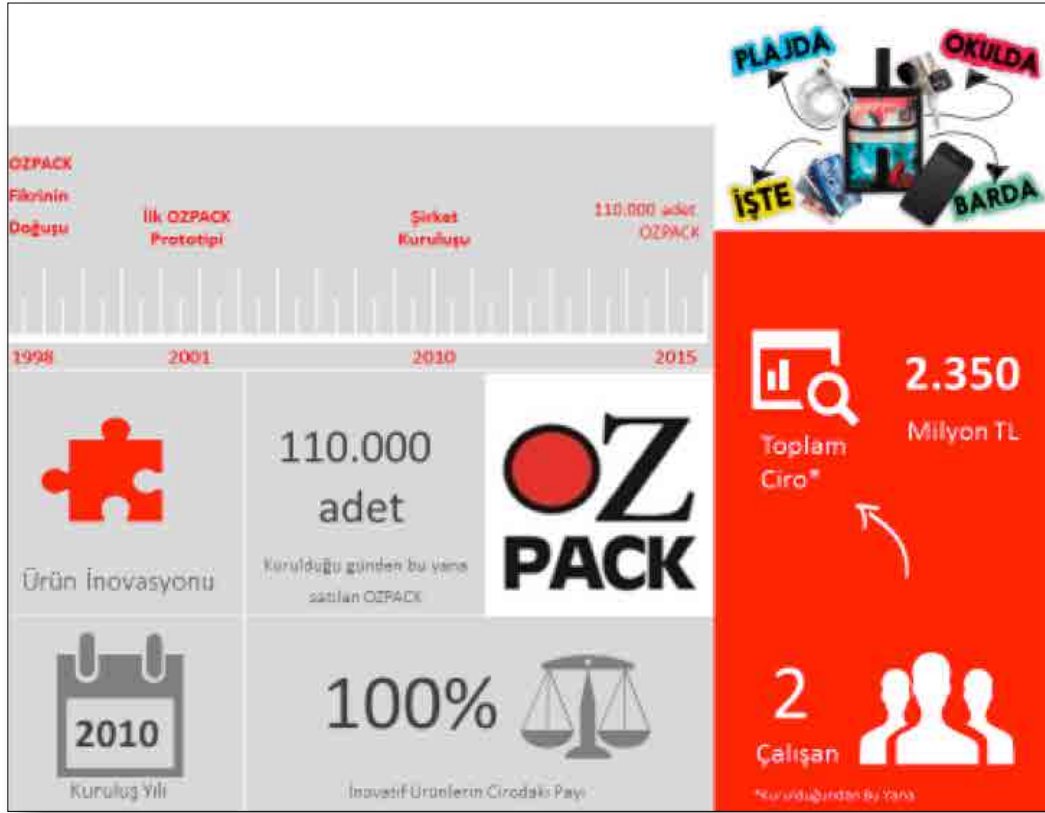 PLAJDA
OKULDA
İŞTE
BARDA
OZPACK
Fikrinin
Doğuşu
İlk OZPACK
Prototipi
Şirket
Kuruluşu
110.000 adet
OZPACK
1998
2001
2010
2015
Ürün İnovasyonu
110.000
adet
Kurulduğu günden bu yana
satılan OZPACK
OZ
PACK
2.350
Milyon TL
Toplam
Ciro*
2010
Kuruluş Yılı
100%
İnovatif Ürünlerin Cirodaki Payı
2
Çalışan
*Kurulduğundan Bu Yana